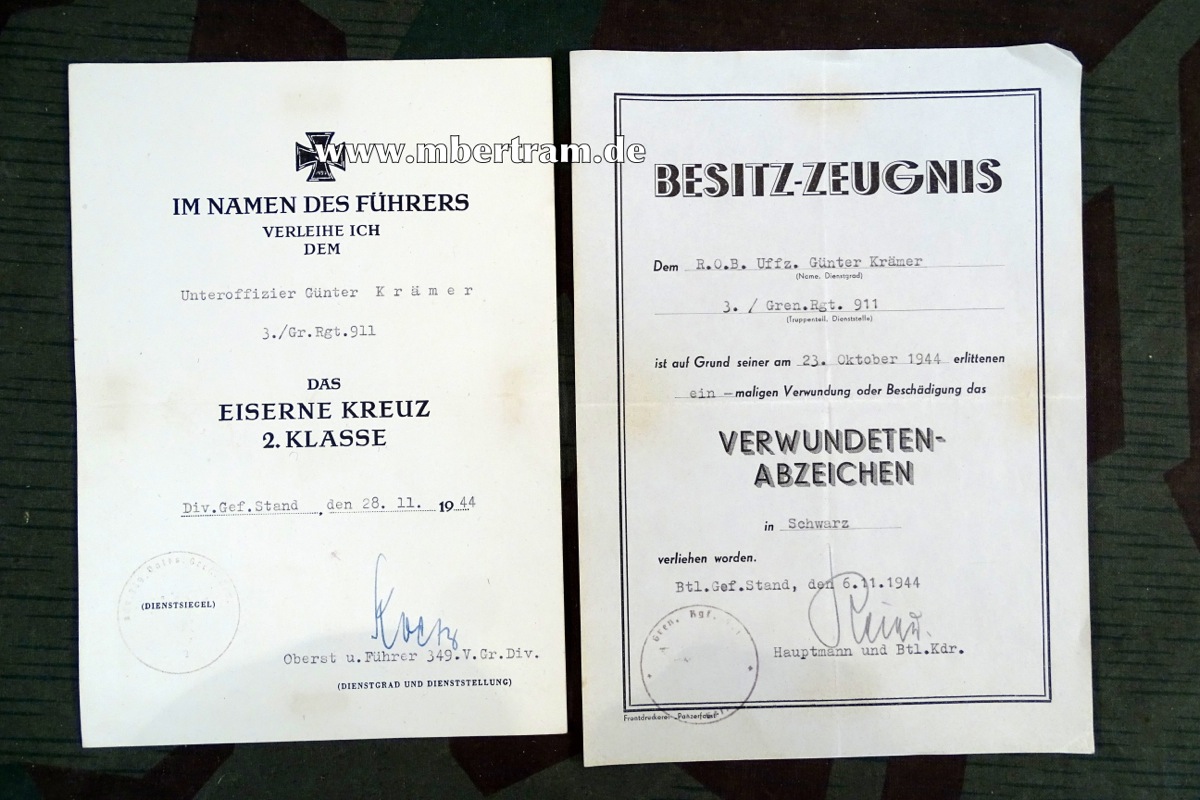 www.mbertram.de
IM NAMEN DES FÜHRERS
VERLEIHE ICH
DEM
Unteroffizier Günter Krämer
3./Gr.Rgt.911
DAS
EISERNE KREUZ
2. KLASSE
Div.Gef.Stand, den 28. 11. 1944
(DIENSTSIEGEL)
Oberst u. Führer 349.V.Gr.Div.
(DIENSTGRAD UND DIENSTSTELLUNG)
BESITZ-ZEUGNIS
Dem R.O.B. Uffz. Günter Krämer
(Name, Dienstgrad)
3. / Gren.Rgt. 911
(Truppenteil, Dienststelle)
ist auf Grund seiner am 23. Oktober 1944 erlittenen
ein -maligen Verwundung oder Beschädigung das
VERWUNDETEN-
ABZEICHEN
in Schwarz
verliehen worden.
Btl.Gef.Stand, den 6.11.1944
Gren. Rgt.
Hauptmann und Btl.Kdr.
Frontdruckerei „Panzerfaust"